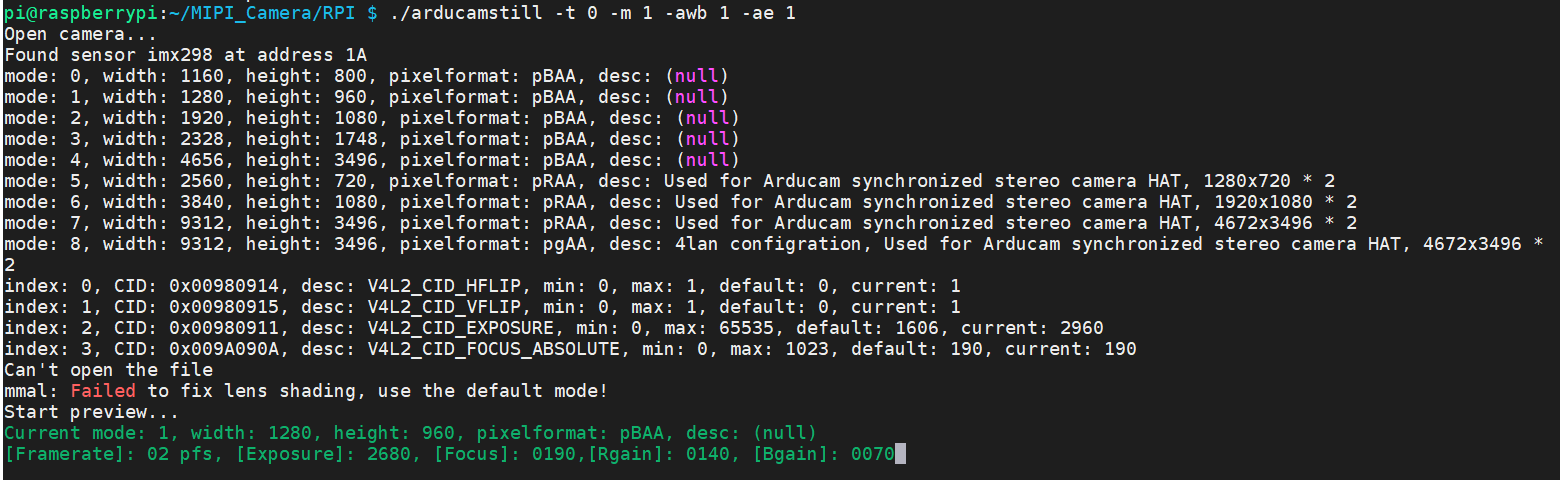 pi@raspberrypi:~/MIPI_Camera/RPI $ ./arducamstill -t 0 -m 1 -awb 1 -ae 1
Open camera...
Found sensor imx298 at address 1A
mode: 0, width: 1160, height: 800, pixelformat: pBAA, desc: (null)
mode: 1, width: 1280, height: 960, pixelformat: pBAA, desc: (null)
mode: 2, width: 1920, height: 1080, pixelformat: pBAA, desc: (null)
mode: 3, width: 2328, height: 1748, pixelformat: pBAA, desc: (null)
mode: 4, width: 4656, height: 3496, pixelformat: pBAA, desc: (null)
mode: 5, width: 2560, height: 720, pixelformat: pRAA, desc: Used for Arducam synchronized stereo camera HAT, 1280x720 * 2
mode: 6, width: 3840, height: 1080, pixelformat: pRAA, desc: Used for Arducam synchronized stereo camera HAT, 1920x1080 * 2
mode: 7, width: 9312, height: 3496, pixelformat: pRAA, desc: Used for Arducam synchronized stereo camera HAT, 4672x3496 * 2
mode: 8, width: 9312, height: 3496, pixelformat: pgAA, desc: 4lan configration, Used for Arducam synchronized stereo camera HAT, 4672x3496 *
2
index: 0, CID: 0x00980914, desc: V4L2_CID_HFLIP, min: 0, max: 1, default: 0, current: 1
index: 1, CID: 0x00980915, desc: V4L2_CID_VFLIP, min: 0, max: 1, default: 0, current: 1
index: 2, CID: 0x00980911, desc: V4L2_CID_EXPOSURE, min: 0, max: 65535, default: 1606, current: 2960
index: 3, CID: 0x009A090A, desc: V4L2_CID_FOCUS_ABSOLUTE, min: 0, max: 1023, default: 190, current: 190
Can't open the file
mmal: Failed to fix lens shading, use the default mode!
Start preview...
Current mode: 1, width: 1280, height: 960, pixelformat: pBAA, desc: (null)
[Framerate]: 02 pfs, [Exposure]: 2680, [Focus]: 0190,[Rgain]: 0140, [Bgain]: 0070